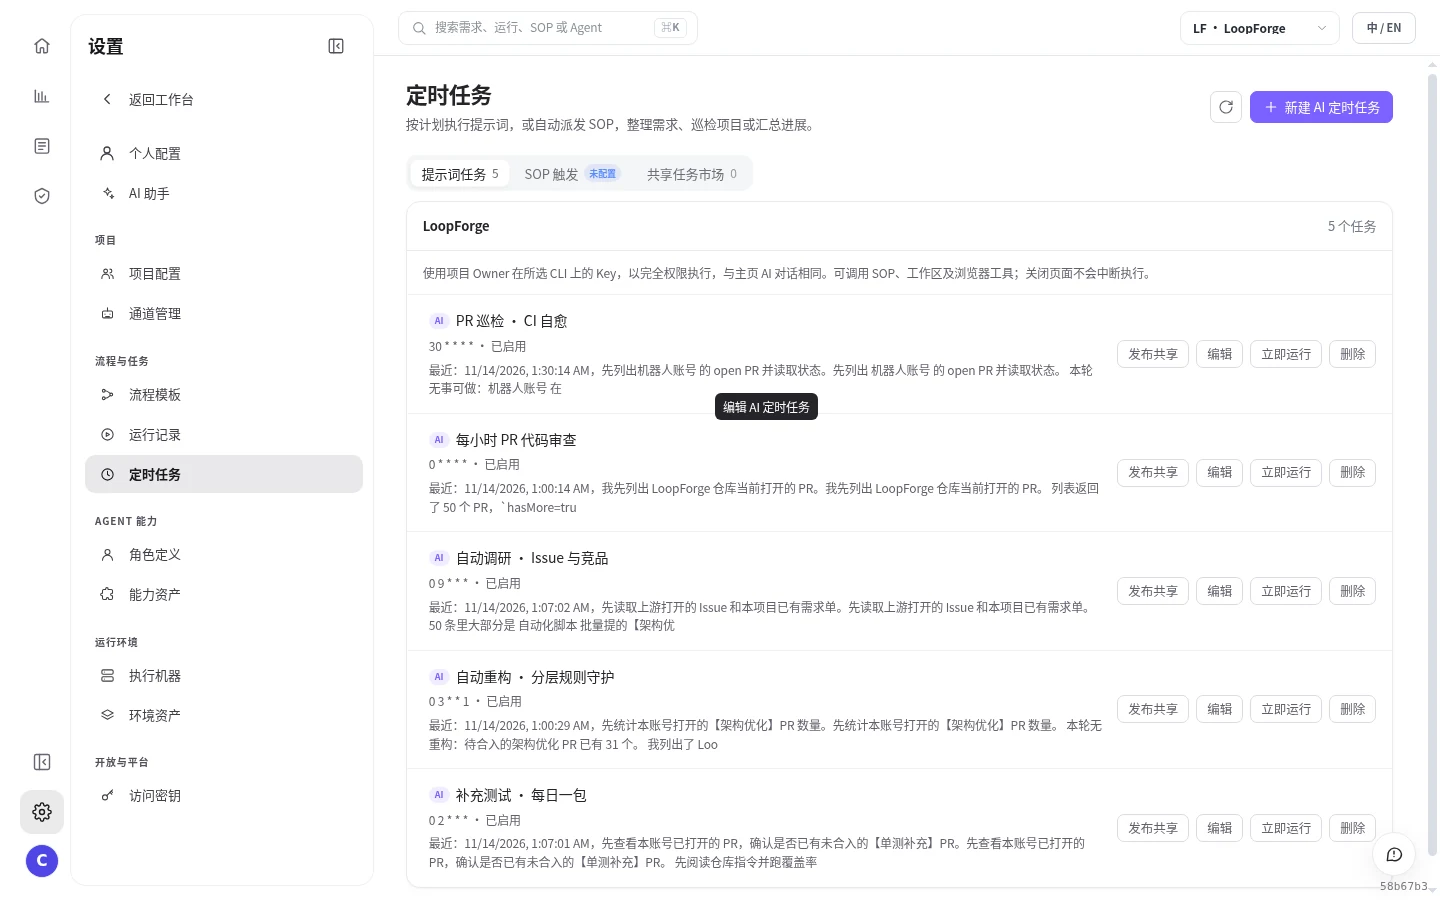 设置
搜索需求、运行、SOP 或 Agent
⌘K
LF • LoopForge
中 / EN
返回工作台
个人配置
AI 助手
项目
项目配置
通道管理
流程与任务
流程模板
运行记录
定时任务
AGENT 能力
角色定义
能力资产
运行环境
执行机器
环境资产
开放与平台
访问密钥
C
定时任务
按计划执行提示词，或自动派发 SOP，整理需求、巡检项目或汇总进展。
新建 AI 定时任务
提示词任务 5
SOP 触发 未配置
共享任务市场 0
LoopForge
5 个任务
使用项目 Owner 在所选 CLI 上的 Key，以完全权限执行，与主页 AI 对话相同。可调用 SOP、工作区及浏览器工具；关闭页面不会中断执行。
AI PR 巡检 · CI 自愈
30 * * * * · 已启用
最近：11/14/2026, 1:30:14 AM，先列出机器人账号 的 open PR 并读取状态。先列出 机器人账号 的 open PR 并读取状态。 本轮
无事可做：机器人账号 在
发布共享 编辑 立即运行 删除
编辑 AI 定时任务
AI 每小时 PR 代码审查
0 * * * * · 已启用
最近：11/14/2026, 1:00:14 AM，我先列出 LoopForge 仓库当前打开的 PR。我先列出 LoopForge 仓库当前打开的 PR。 列表返回
了 50 个 PR，`hasMore=tru
发布共享 编辑 立即运行 删除
AI 自动调研 · Issue 与竞品
0 9 * * * · 已启用
最近：11/14/2026, 1:07:02 AM，先读取上游打开的 Issue 和本项目已有需求单。先读取上游打开的 Issue 和本项目已有需求单。
50 条里大部分是 自动化脚本 批量提的【架构优
发布共享 编辑 立即运行 删除
AI 自动重构 · 分层规则守护
0 3 * * 1 · 已启用
最近：11/14/2026, 1:00:29 AM，先统计本账号打开的【架构优化】PR 数量。先统计本账号打开的【架构优化】PR 数量。 本轮无
重构：待合入的架构优化 PR 已有 31 个。 我列出了 Loo
发布共享 编辑 立即运行 删除
AI 补充测试 · 每日一包
0 2 * * * · 已启用
最近：11/14/2026, 1:07:01 AM，先查看本账号已打开的 PR，确认是否已有未合入的【单测补充】PR。先查看本账号已打开的
PR，确认是否已有未合入的【单测补充】PR。 先阅读仓库指令并跑覆盖率
发布共享 编辑 立即运行 删除
58b67b3